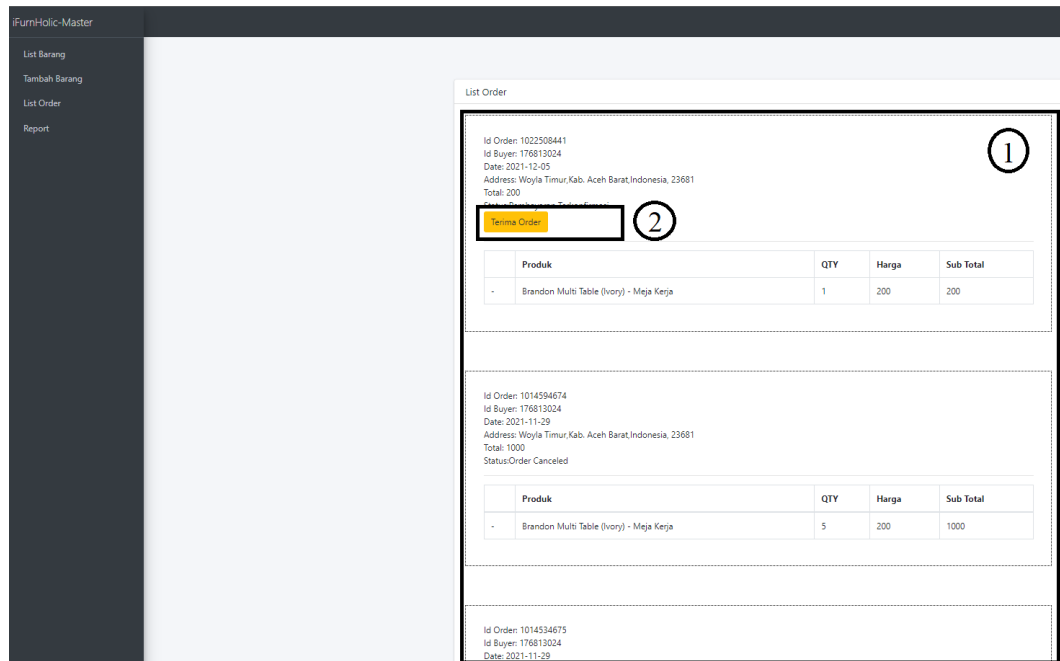 iFurnHolic-Master
List Barang
Tambah Barang
List Order
Report
List Order
1
Id Order: 1022508441
Id Buyer: 176813024
Date: 2021-12-05
Address: Woyla Timur,Kab. Aceh Barat,Indonesia, 23681
Total: 200
Status:Pembayaran Terkonfirmasi
Terima Order
2
Produk QTY Harga Sub Total
- Brandon Multi Table (Ivory) - Meja Kerja 1 200 200
Id Order: 1014594674
Id Buyer: 176813024
Date: 2021-11-29
Address: Woyla Timur,Kab. Aceh Barat,Indonesia, 23681
Total: 1000
Status:Order Canceled
Produk QTY Harga Sub Total
- Brandon Multi Table (Ivory) - Meja Kerja 5 200 1000
Id Order: 1014534675
Id Buyer: 176813024
Date: 2021-11-29